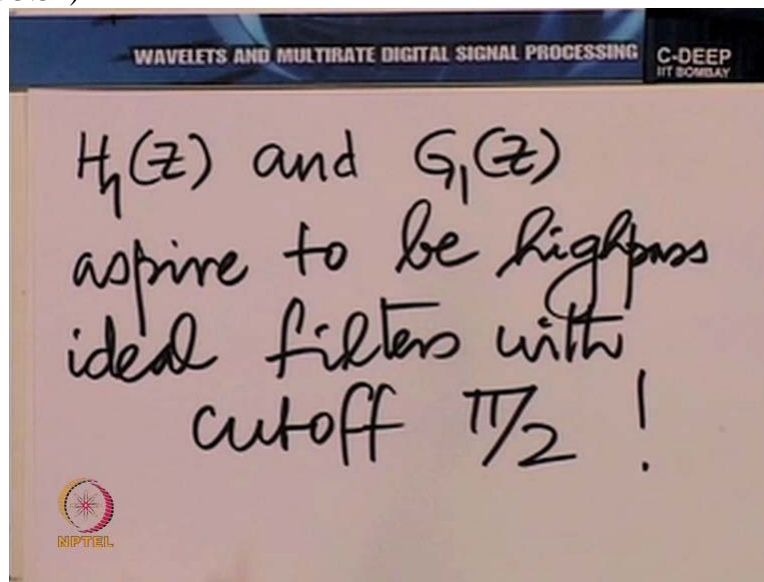 WAVELETS AND MULTIRATE DIGITAL SIGNAL PROCESSING
C-DEEP
IIT BOMBAY
H₁(Z) and G₁(Z)
aspire to be highpass
ideal filters with
cutoff π/2 !
NPTEL